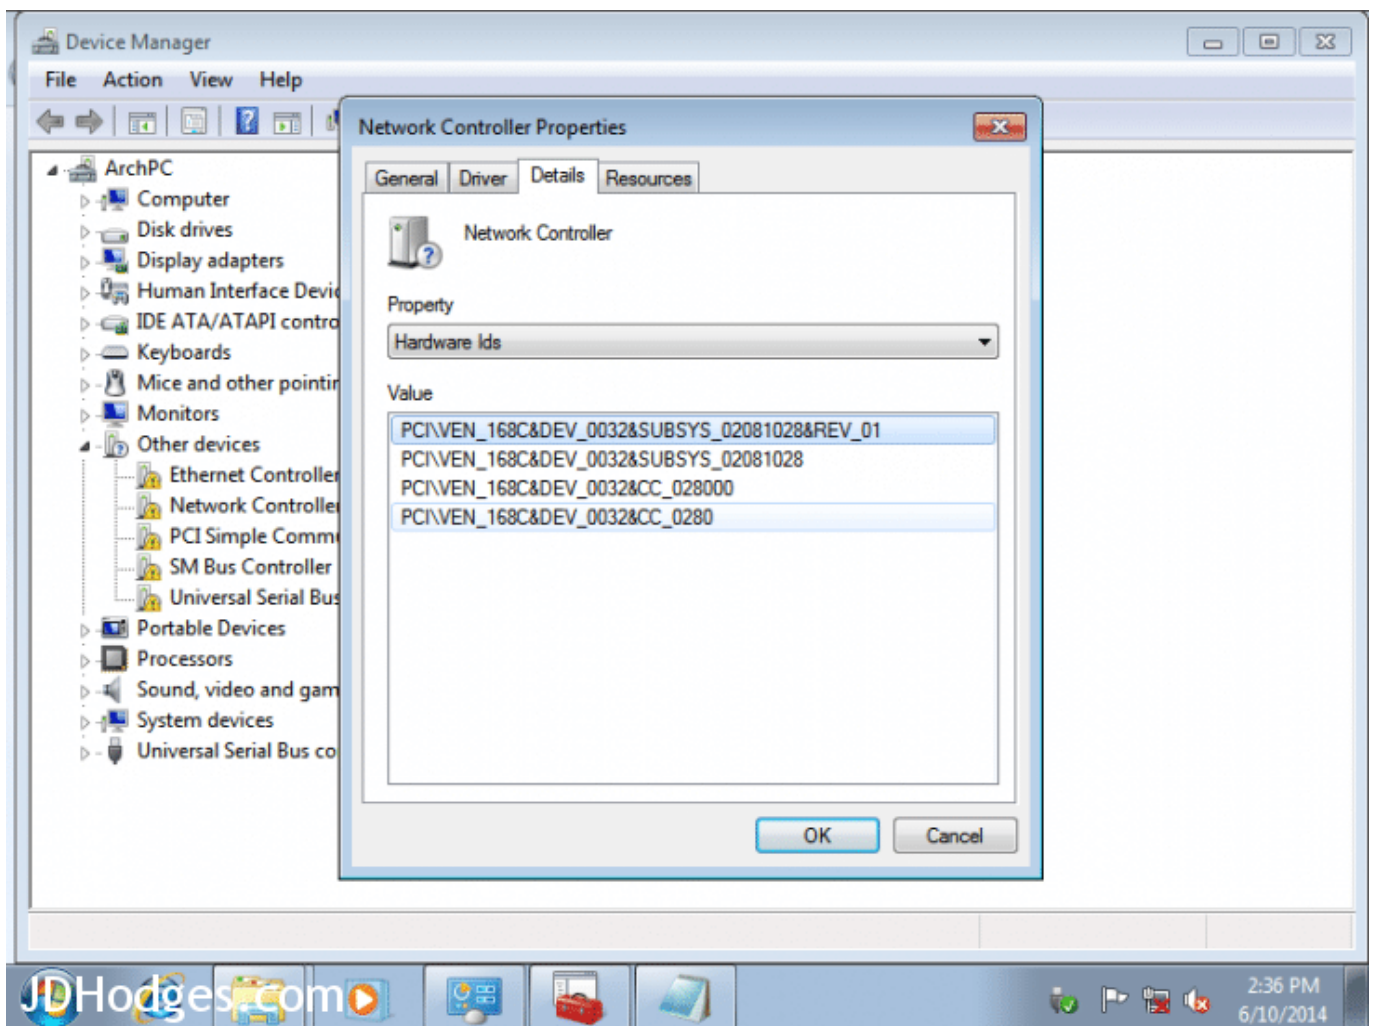 Device Manager
File Action View Help
Network Controller Properties
General Driver Details Resources
Network Controller
Property
Hardware Ids
Value
PCI\VEN_168C&DEV_0032&SUBSYS_02081028&REV_01
PCI\VEN_168C&DEV_0032&SUBSYS_02081028
PCI\VEN_168C&DEV_0032&CC_028000
PCI\VEN_168C&DEV_0032&CC_0280
OK Cancel
ArchPC
Computer
Disk drives
Display adapters
Human Interface Devic
IDE ATA/ATAPI contro
Keyboards
Mice and other pointin
Monitors
Other devices
Ethernet Controller
Network Controller
PCI Simple Commu
SM Bus Controller
Universal Serial Bus
Portable Devices
Processors
Sound, video and gam
System devices
Universal Serial Bus co
JDHodges.com
2:36 PM
6/10/2014